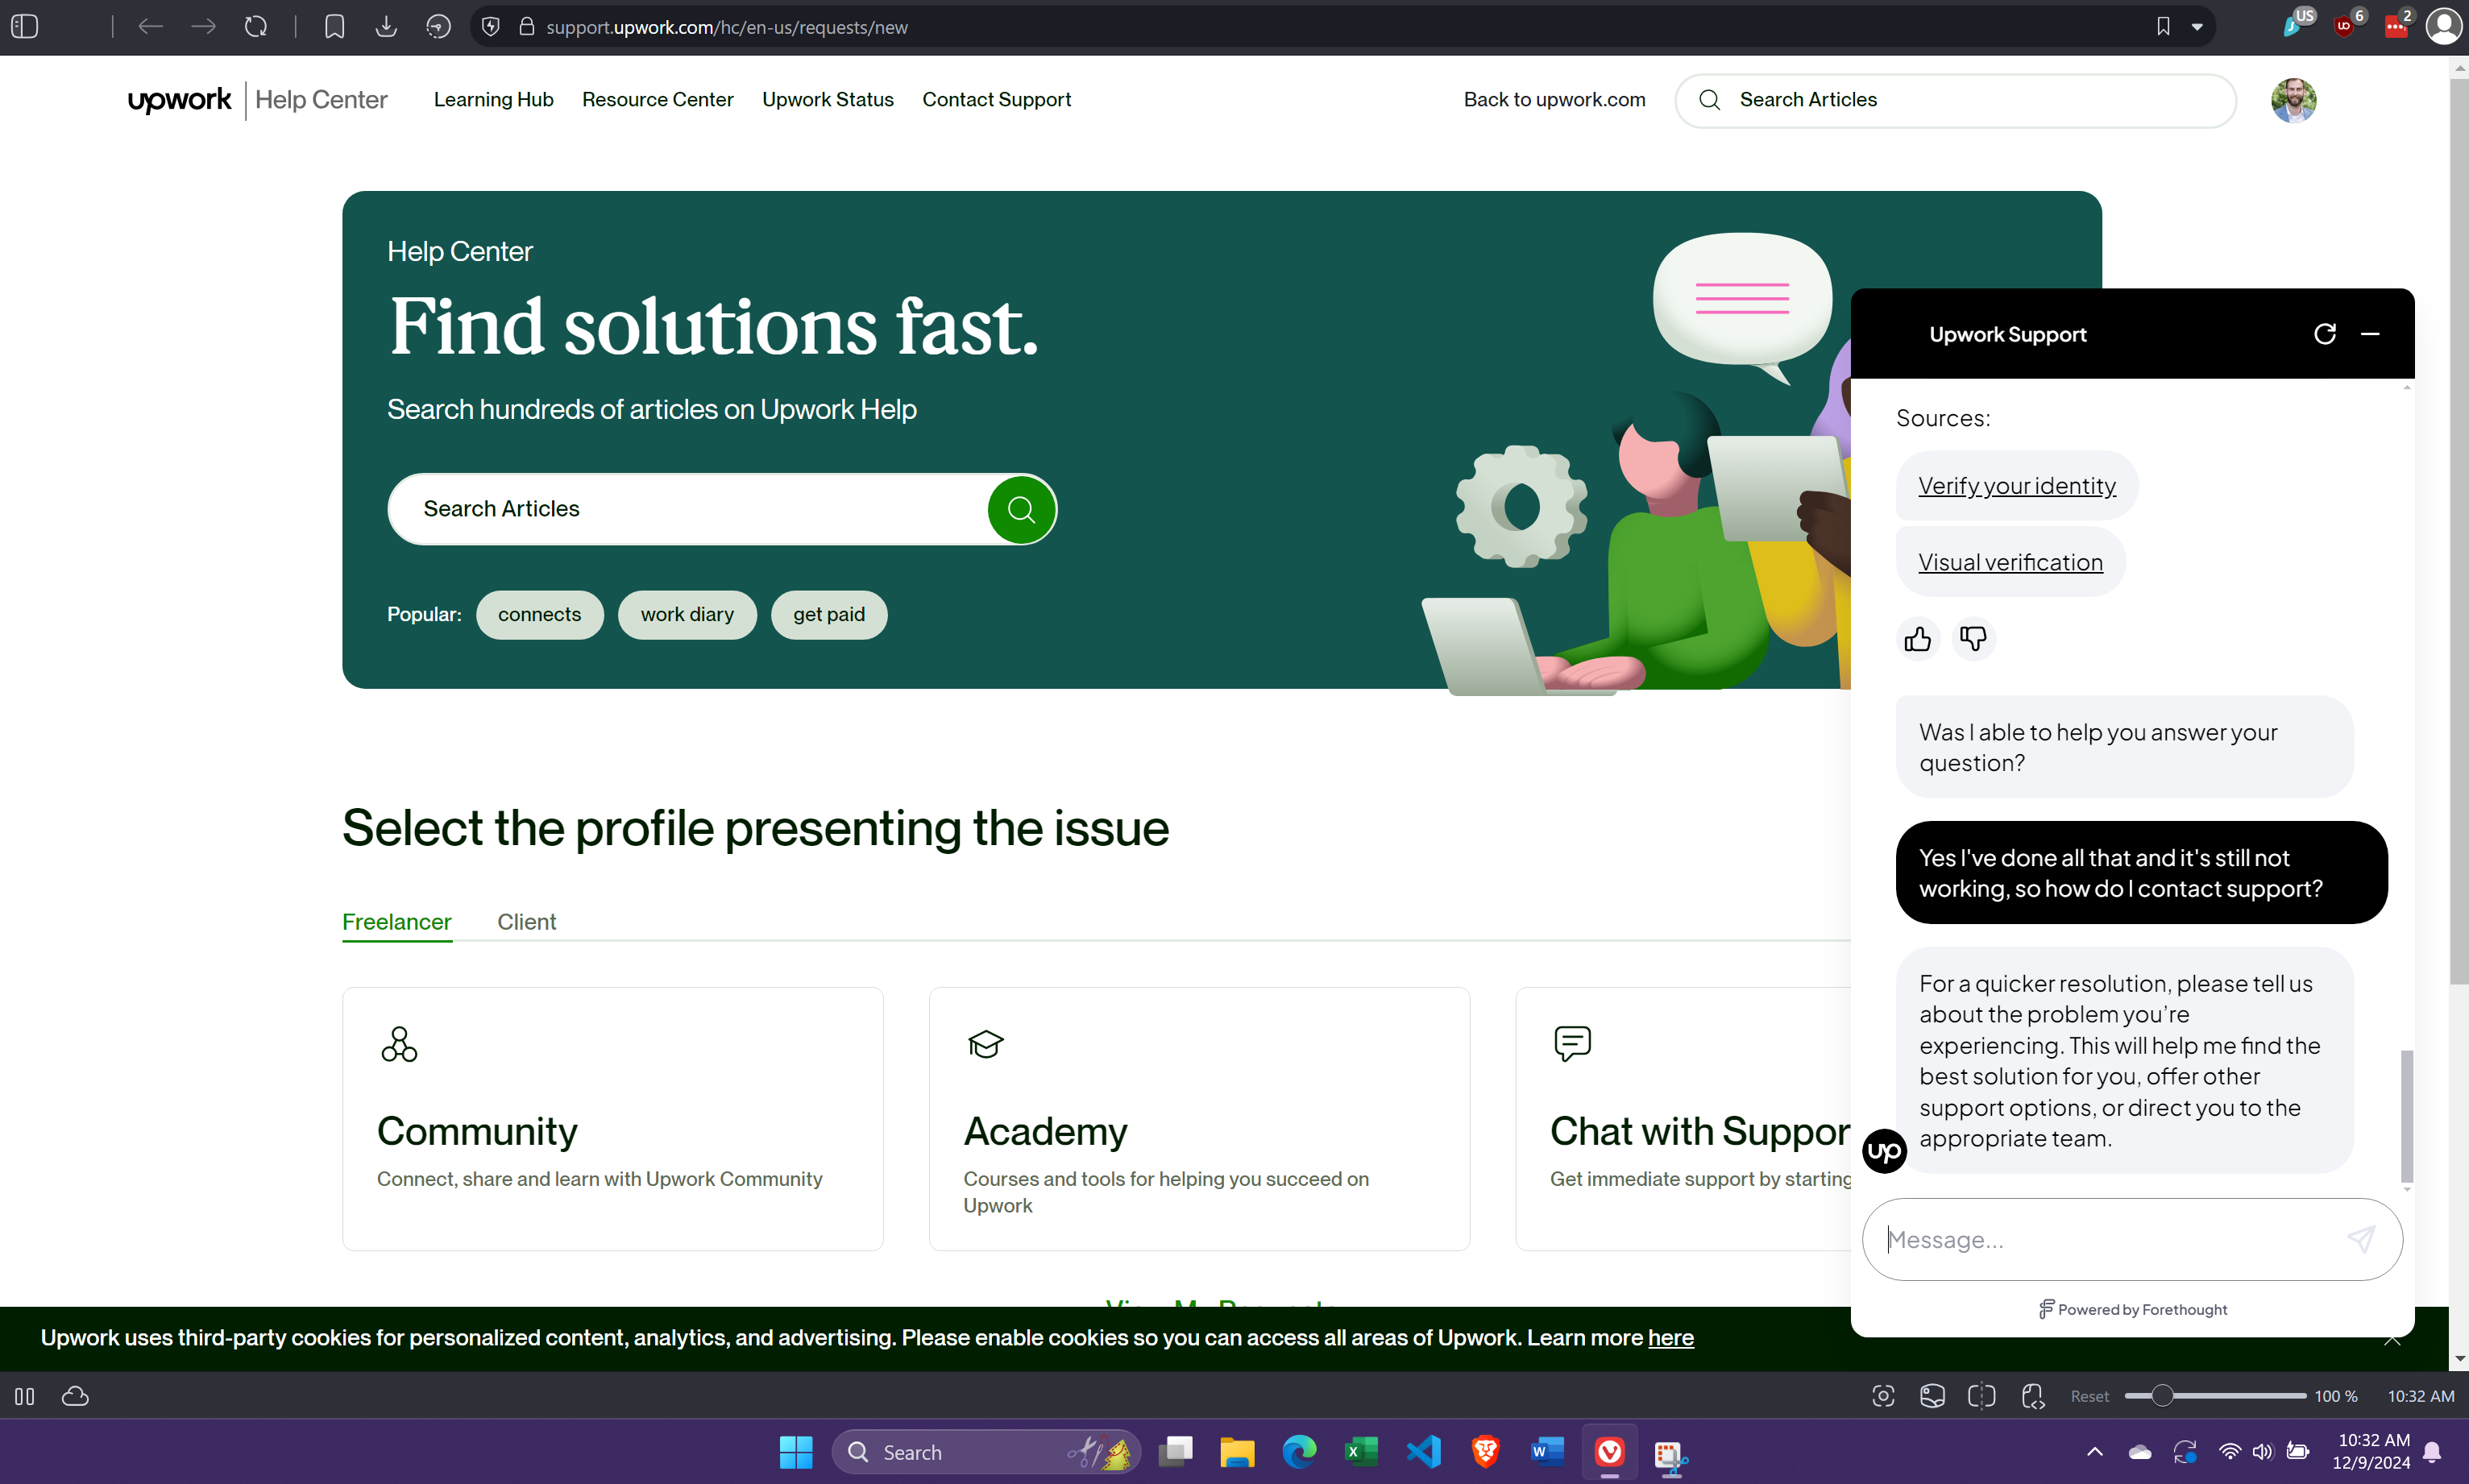 support.upwork.com/hc/en-us/requests/new
US
6
2
upwork
Help Center
Learning Hub
Resource Center
Upwork Status
Contact Support
Back to upwork.com
Search Articles
Help Center
Find solutions fast.
Search hundreds of articles on Upwork Help
Search Articles
Popular:
connects
work diary
get paid
Select the profile presenting the issue
Freelancer
Client
Community
Connect, share and learn with Upwork Community
Academy
Courses and tools for helping you succeed on
Upwork
Chat with Suppor
Get immediate support by starting
Upwork Support
Sources:
Verify your identity
Visual verification
Was I able to help you answer your
question?
Yes I've done all that and it's still not
working, so how do I contact support?
For a quicker resolution, please tell us
about the problem you’re
experiencing. This will help me find the
best solution for you, offer other
support options, or direct you to the
appropriate team.
up
Message...
Powered by Forethought
Upwork uses third-party cookies for personalized content, analytics, and advertising. Please enable cookies so you can access all areas of Upwork. Learn more here
Reset
100 %
10:32 AM
Search
10:32 AM
12/9/2024